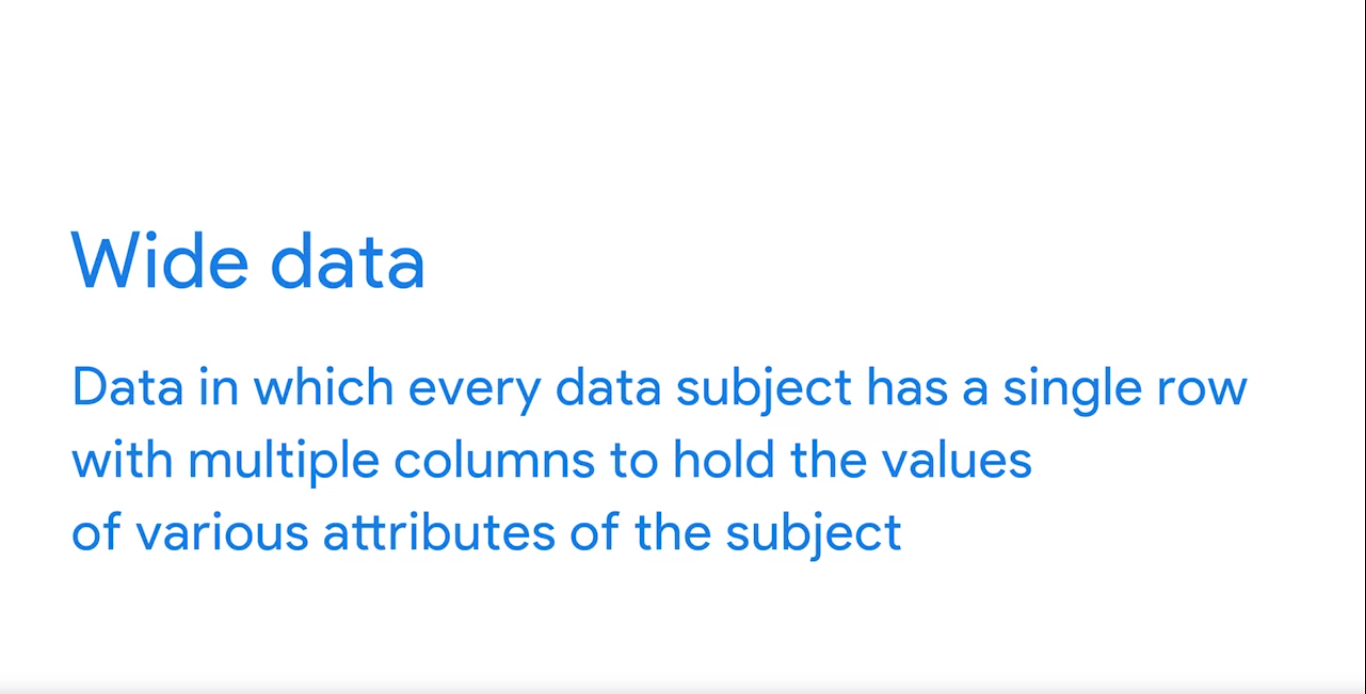 Wide data
Data in which every data subject has a single row
with multiple columns to hold the values
of various attributes of the subject